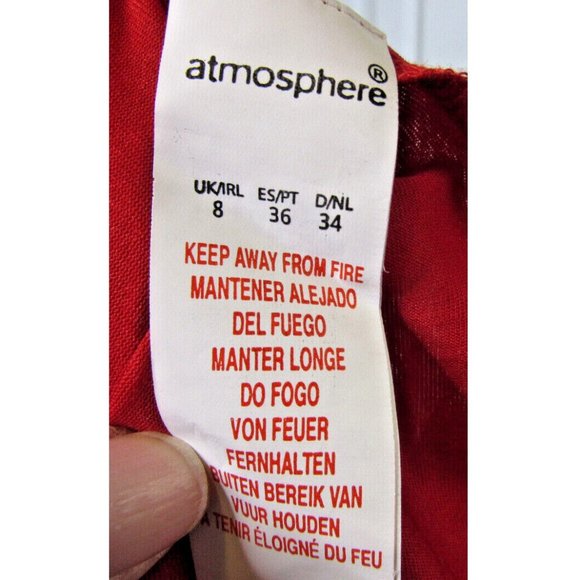 atmosphere®
UK/IRL ES/PT D/NL
8 36 34
KEEP AWAY FROM FIRE
MANTENER ALEJADO
DEL FUEGO
MANTER LONGE
DO FOGO
VON FEUER
FERNHALTEN
BUITEN BEREIK VAN
VUUR HOUDEN
A TENIR ÉLOIGNÉ DU FEU